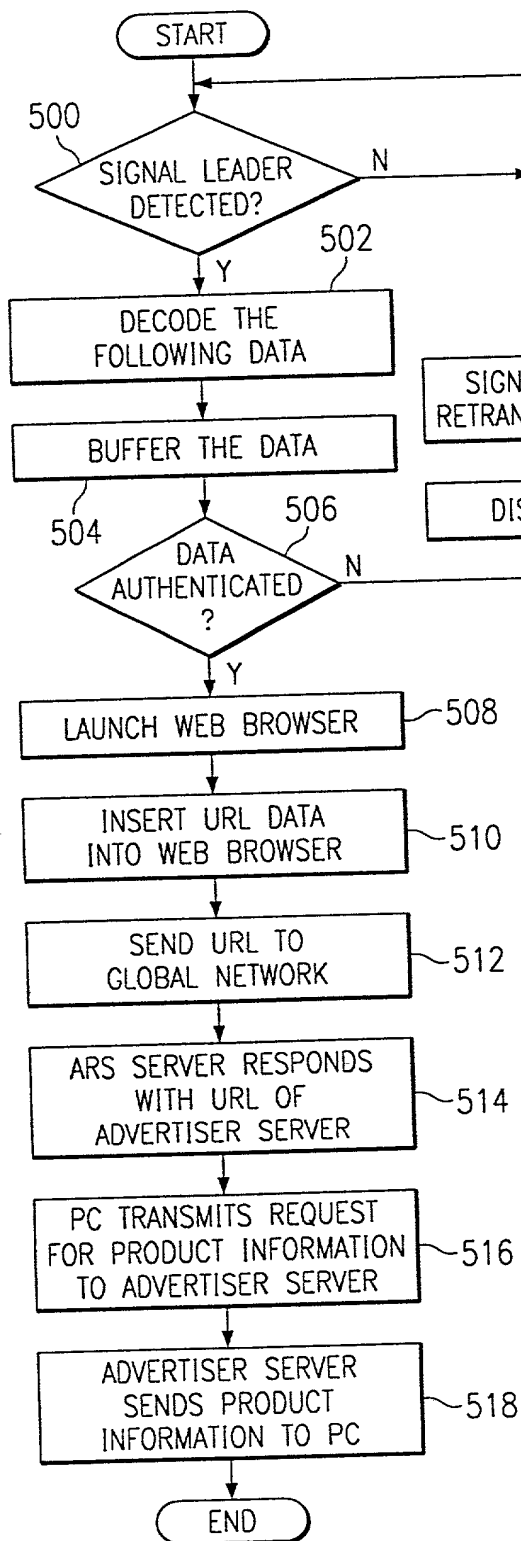 START
500
SIGNAL LEADER
DETECTED?
N
Y
502
DECODE THE
FOLLOWING DATA
BUFFER THE DATA
504
506
DATA
AUTHENTICATED
?
N
Y
LAUNCH WEB BROWSER
508
INSERT URL DATA
INTO WEB BROWSER
510
SEND URL TO
GLOBAL NETWORK
512
ARS SERVER RESPONDS
WITH URL OF
ADVERTISER SERVER
514
PC TRANSMITS REQUEST
FOR PRODUCT INFORMATION
TO ADVERTISER SERVER
516
ADVERTISER SERVER
SENDS PRODUCT
INFORMATION TO PC
518
END